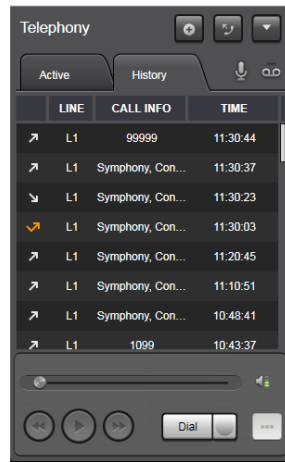 Telephony
Active History
LINE CALL INFO TIME
L1 99999 11:30:44
L1 Symphony, Con... 11:30:37
L1 Symphony, Con... 11:30:23
L1 Symphony, Con... 11:30:03
L1 Symphony, Con... 11:20:45
L1 Symphony, Con... 11:10:51
L1 Symphony, Con... 10:48:41
L1 1099 10:43:37
Dial